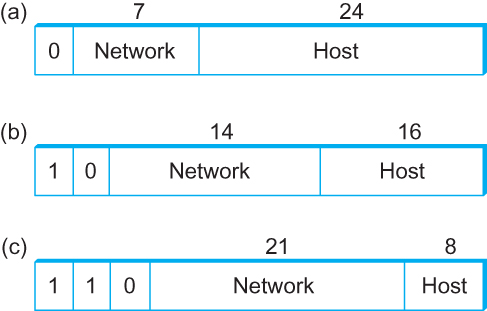 (a) 7 24
0 Network Host
(b) 14 16
1 0 Network Host
(c) 21 8
1 1 0 Network Host